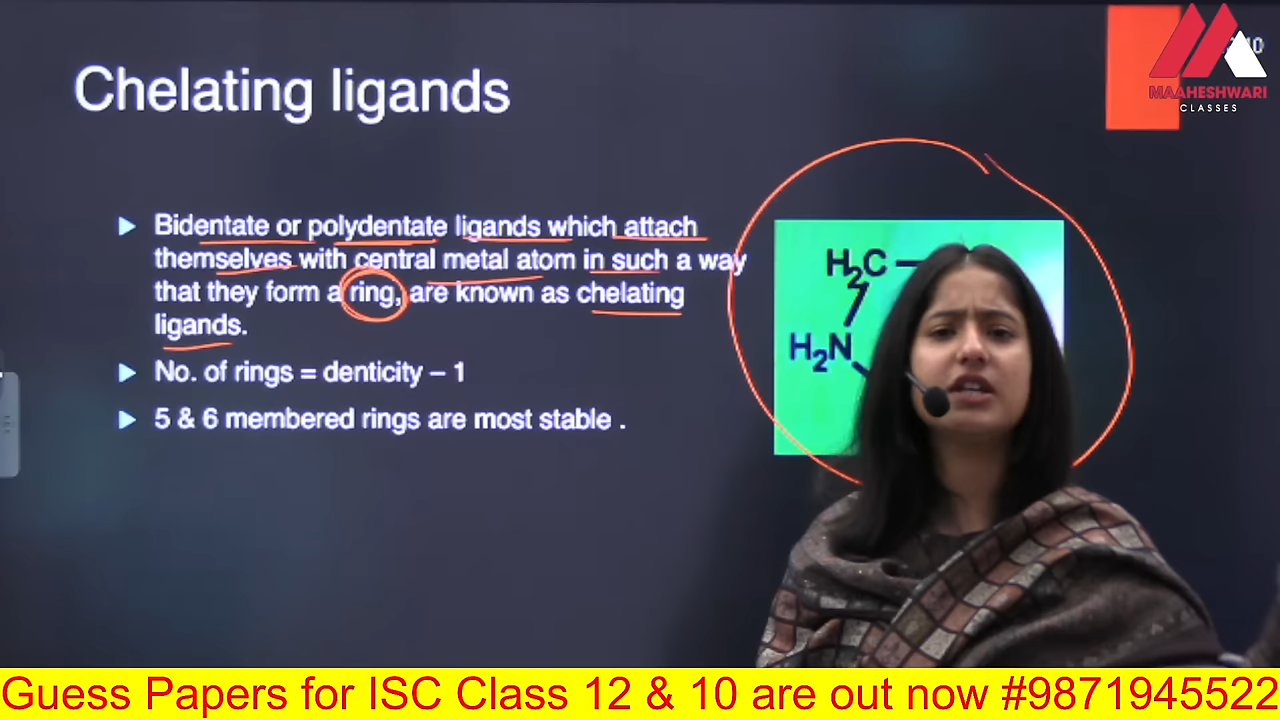 Chelating ligands
MAAHESHWARI
CLASSES
Bidentate or polydentate ligands which attach
themselves with central metal atom in such a way
that they form a ring, are known as chelating
ligands.
No. of rings = denticity – 1
5 & 6 membered rings are most stable .
H₂C
H₂N
Guess Papers for ISC Class 12 & 10 are out now #9871945522